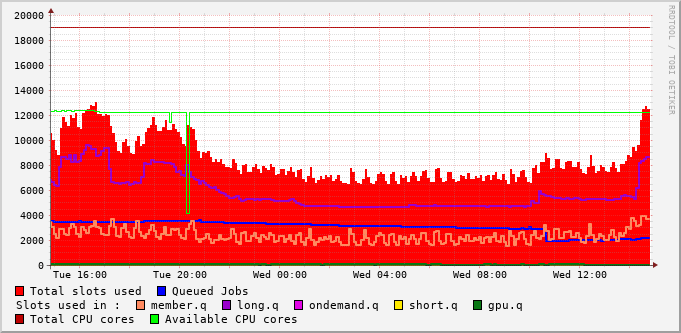 RRDTOOL / TOBI OETIKER
20000
18000
16000
14000
12000
10000
8000
6000
4000
2000
0
Tue 16:00 Tue 20:00 Wed 00:00 Wed 04:00 Wed 08:00 Wed 12:00
Total slots used Queued Jobs
Slots used in : member.q long.q ondemand.q short.q gpu.q
Total CPU cores Available CPU cores